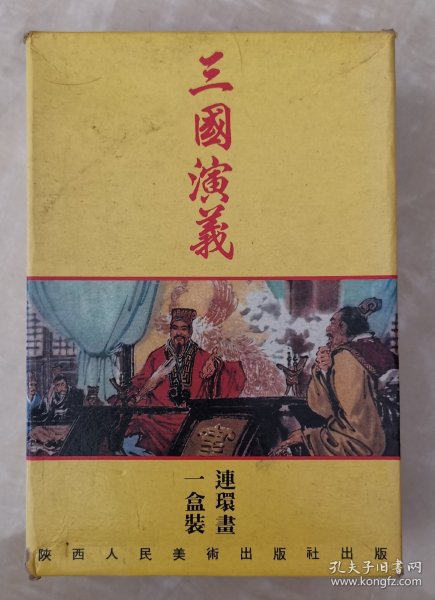 三國演義
連環畫
一盒裝
陝西人民美術出版社出版
孔夫子旧书网
www.kongfz.com